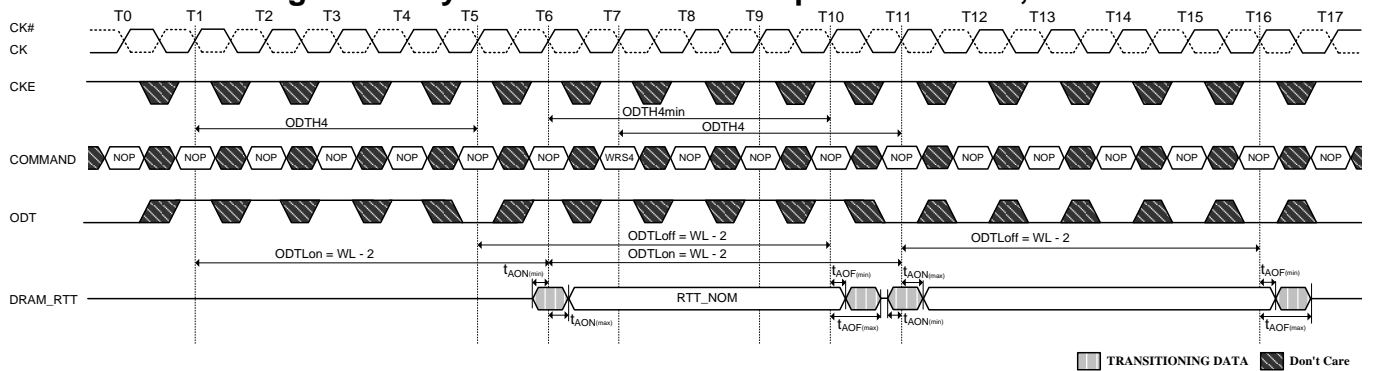 T0 T1 T2 T3 T4 T5 T6 T7 T8 T9 T10 T11 T12 T13 T14 T15 T16 T17
CK#
CK
CKE
ODTH4 ODTH4min
ODTH4
COMMAND NOP NOP NOP NOP NOP NOP NOP WRS4 NOP NOP NOP NOP NOP NOP NOP NOP NOP NOP
ODT
ODTLoff = WL - 2 ODTLoff = WL - 2
ODTLon = WL - 2 ODTLon = WL - 2
tAON(min) tAOF(min) tAON(max) tAOF(min)
DRAM_RTT RTT_NOM
tAON(max) tAOF(max) tAON(min) tAOF(max)
TRANSITIONING DATA Don't Care